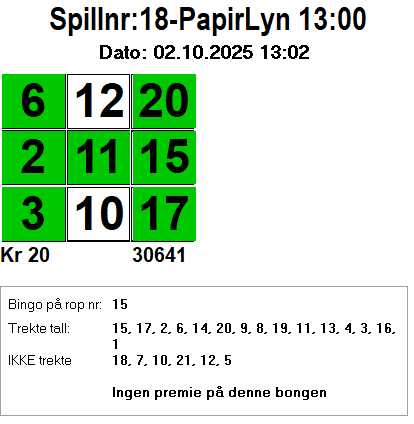 Spillnr:18-PapirLyn 13:00
Dato: 02.10.2025 13:02
6 12 20
2 11 15
3 10 17
Kr 20 30641
Bingo på rop nr: 15
Trekte tall: 15, 17, 2, 6, 14, 20, 9, 8, 19, 11, 13, 4, 3, 16,
1
IKKE trekte 18, 7, 10, 21, 12, 5
Ingen premie på denne bongen